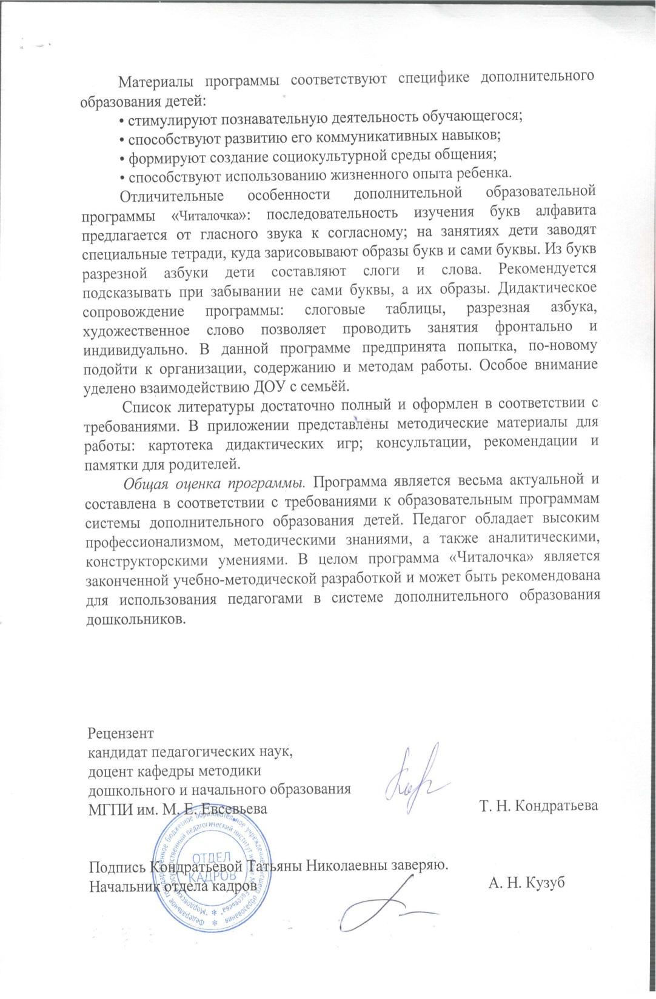 Материалы программы соответствуют специфике дополнительного
образования детей:
• стимулируют познавательную деятельность обучающегося;
• способствуют развитию его коммуникативных навыков;
• формируют создание социокультурной среды общения;
• способствуют использованию жизненного опыта ребенка.
Отличительные особенности дополнительной образовательной
программы «Читалочка»: последовательность изучения букв алфавита
предлагается от гласного звука к согласному; на занятиях дети заводят
специальные тетради, куда зарисовывают образы букв и сами буквы. Из букв
разрезной азбуки дети составляют слоги и слова. Рекомендуется
подсказывать при забывании не сами буквы, а их образы. Дидактическое
сопровождение программы: слоговые таблицы, разрезная азбука,
художественное слово позволяет проводить занятия фронтально и
индивидуально. В данной программе предпринята попытка, по-новому
подойти к организации, содержанию и методам работы. Особое внимание
уделено взаимодействию ДОУ с семьёй.
Список литературы достаточно полный и оформлен в соответствии с
требованиями. В приложении представлены методические материалы для
работы: картотека дидактических игр; консультации, рекомендации и
памятки для родителей.
Общая оценка программы. Программа является весьма актуальной и
составлена в соответствии с требованиями к образовательным программам
системы дополнительного образования детей. Педагог обладает высоким
профессионализмом, методическими знаниями, а также аналитическими,
конструкторскими умениями. В целом программа «Читалочка» является
законченной учебно-методической разработкой и может быть рекомендована
для использования педагогами в системе дополнительного образования
дошкольников.
Рецензент
кандидат педагогических наук,
доцент кафедры методики
дошкольного и начального образования
МГПИ им. М. Е. Евсевьева Т. Н. Кондратьева
Подпись Кондратьевой Татьяны Николаевны заверяю.
Начальник отдела кадров А. Н. Кузуб
ОТДЕЛ
КАДРОВ
Федеральное государственное бюджетное образовательное учреждение высшего образования
"Мордовский государственный педагогический институт имени М. Е. Евсевьева"